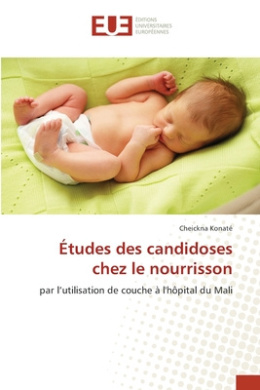 EUE
ÉDITIONS
UNIVERSITAIRES
EUROPÉENNES
Cheickna Konaté
Études des candidoses
chez le nourrisson
par l'utilisation de couche à l'hôpital du Mali